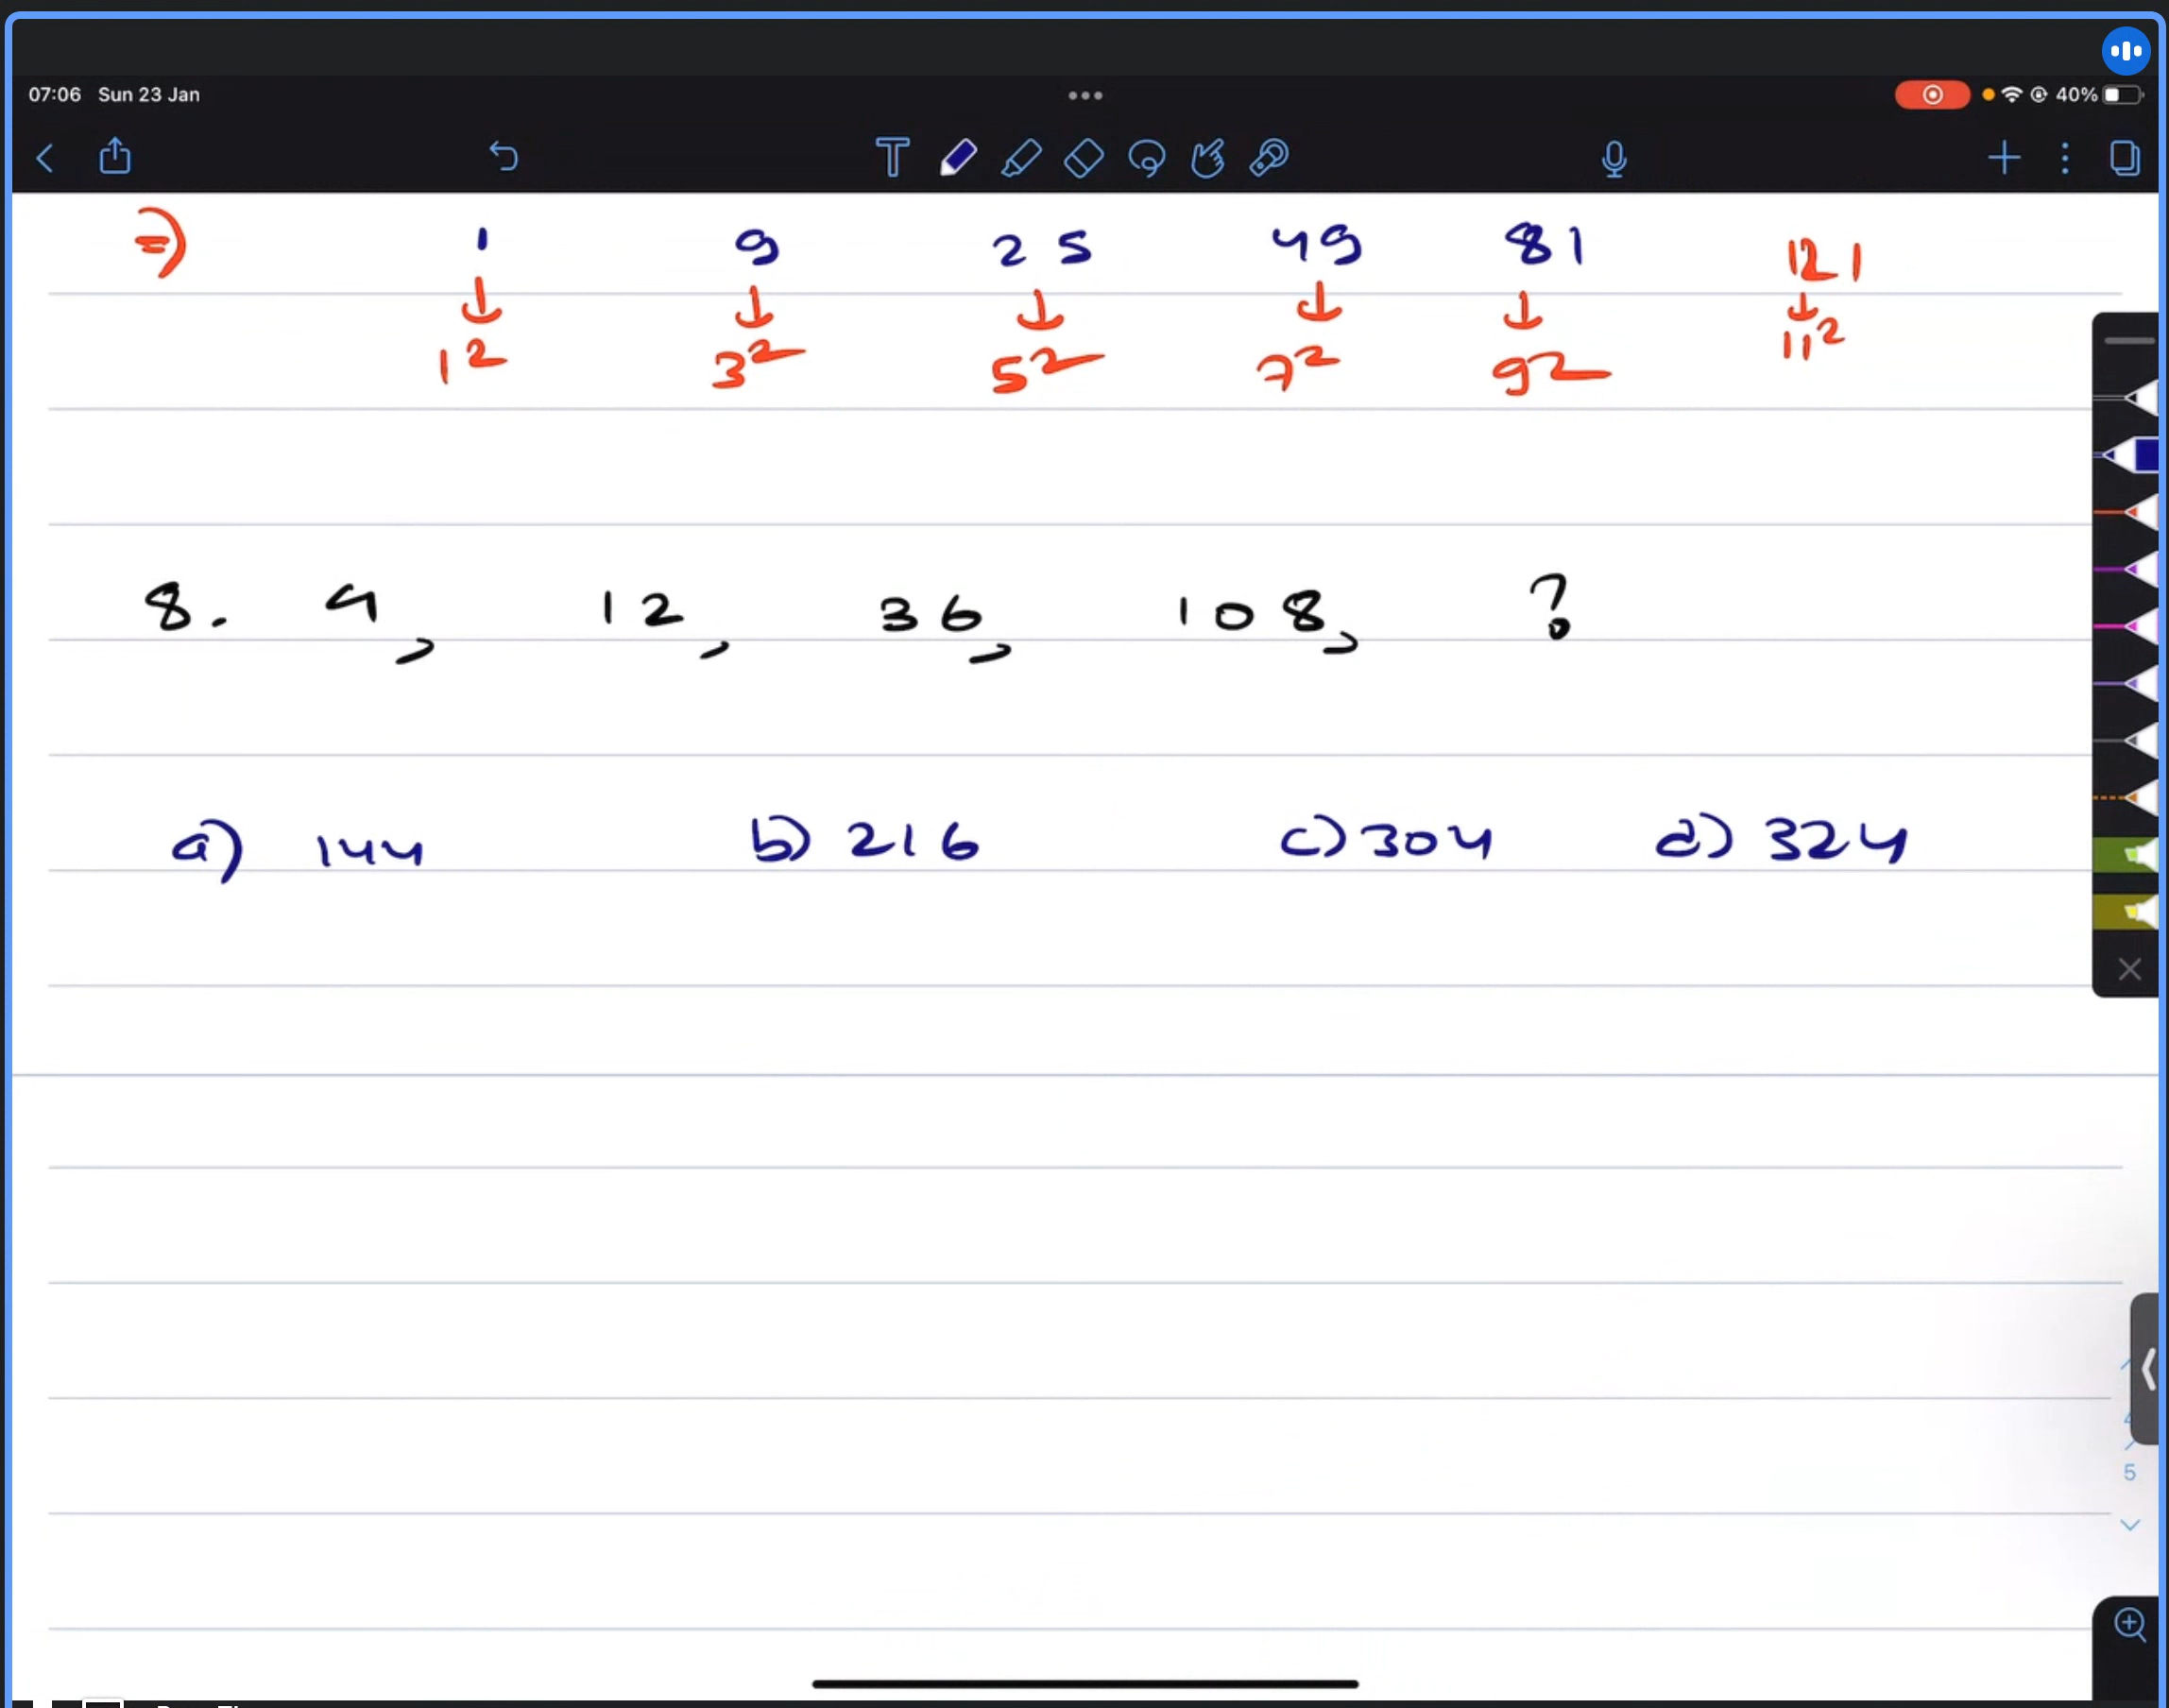 07:06 Sun 23 Jan
40%
=) 1 9 25 49 81 121
1² 3² 5² 7² 9² 11²
8. 4, 12, 36, 108, ?
a) 144 b) 216 c) 304 d) 324
5